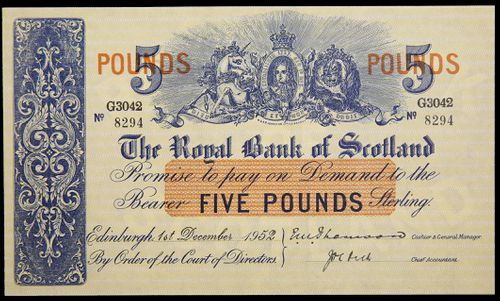 5 POUNDS POUNDS 5
G3042 G3042
Nº 8294 Nº 8294
The Royal Bank of Scotland
Promise to pay on Demand to the
Bearer FIVE POUNDS Sterling.
Edinburgh 1st December 1952
By Order of the Court of Directors.
Cashier & General Manager
Chief Accountant